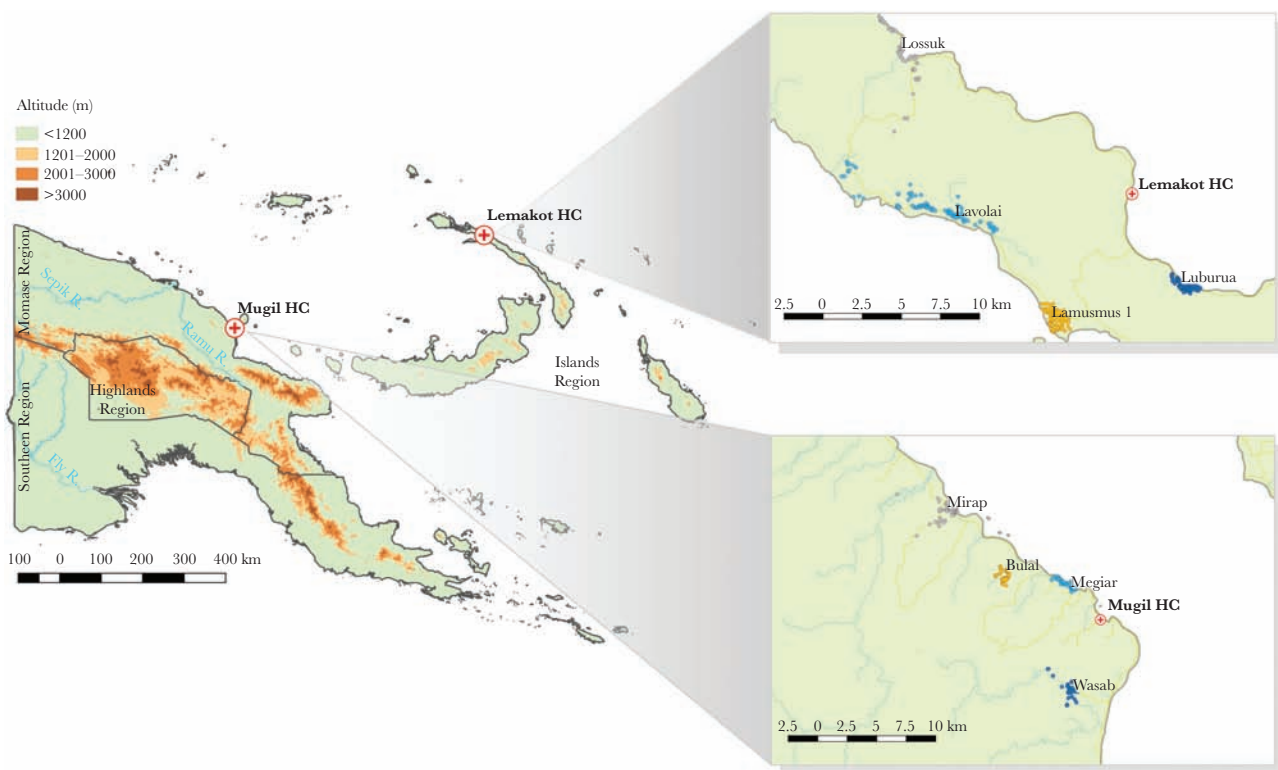 Altitude (m)
<1200
1201–2000
2001–3000
>3000
Momase Region
Sepik R.
Ramu R.
Mugil HC
Lemakot HC
Highlands
Region
Islands
Region
Southeen Region
Fly R.
100 0 100 200 300 400 km
Lossuk
Lemakot HC
Lavolai
Luburua
Lamusmus 1
2.5 0 2.5 5 7.5 10 km
Mirap
Bulal
Megiar
Mugil HC
Wasab
2.5 0 2.5 5 7.5 10 km